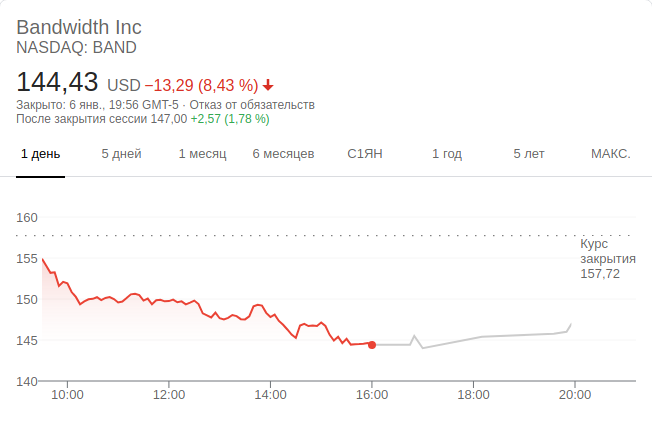 Bandwidth Inc
NASDAQ: BAND
144,43 USD −13,29 (8,43 %)
Закрыто: 6 янв., 19:56 GMT-5 · Отказ от обязательств
После закрытия сессии 147,00 +2,57 (1,78 %)
1 день 5 дней 1 месяц 6 месяцев С1ЯН 1 год 5 лет МАКС.
160
Курс
закрытия
157,72
155
150
145
140
10:00 12:00 14:00 16:00 18:00 20:00